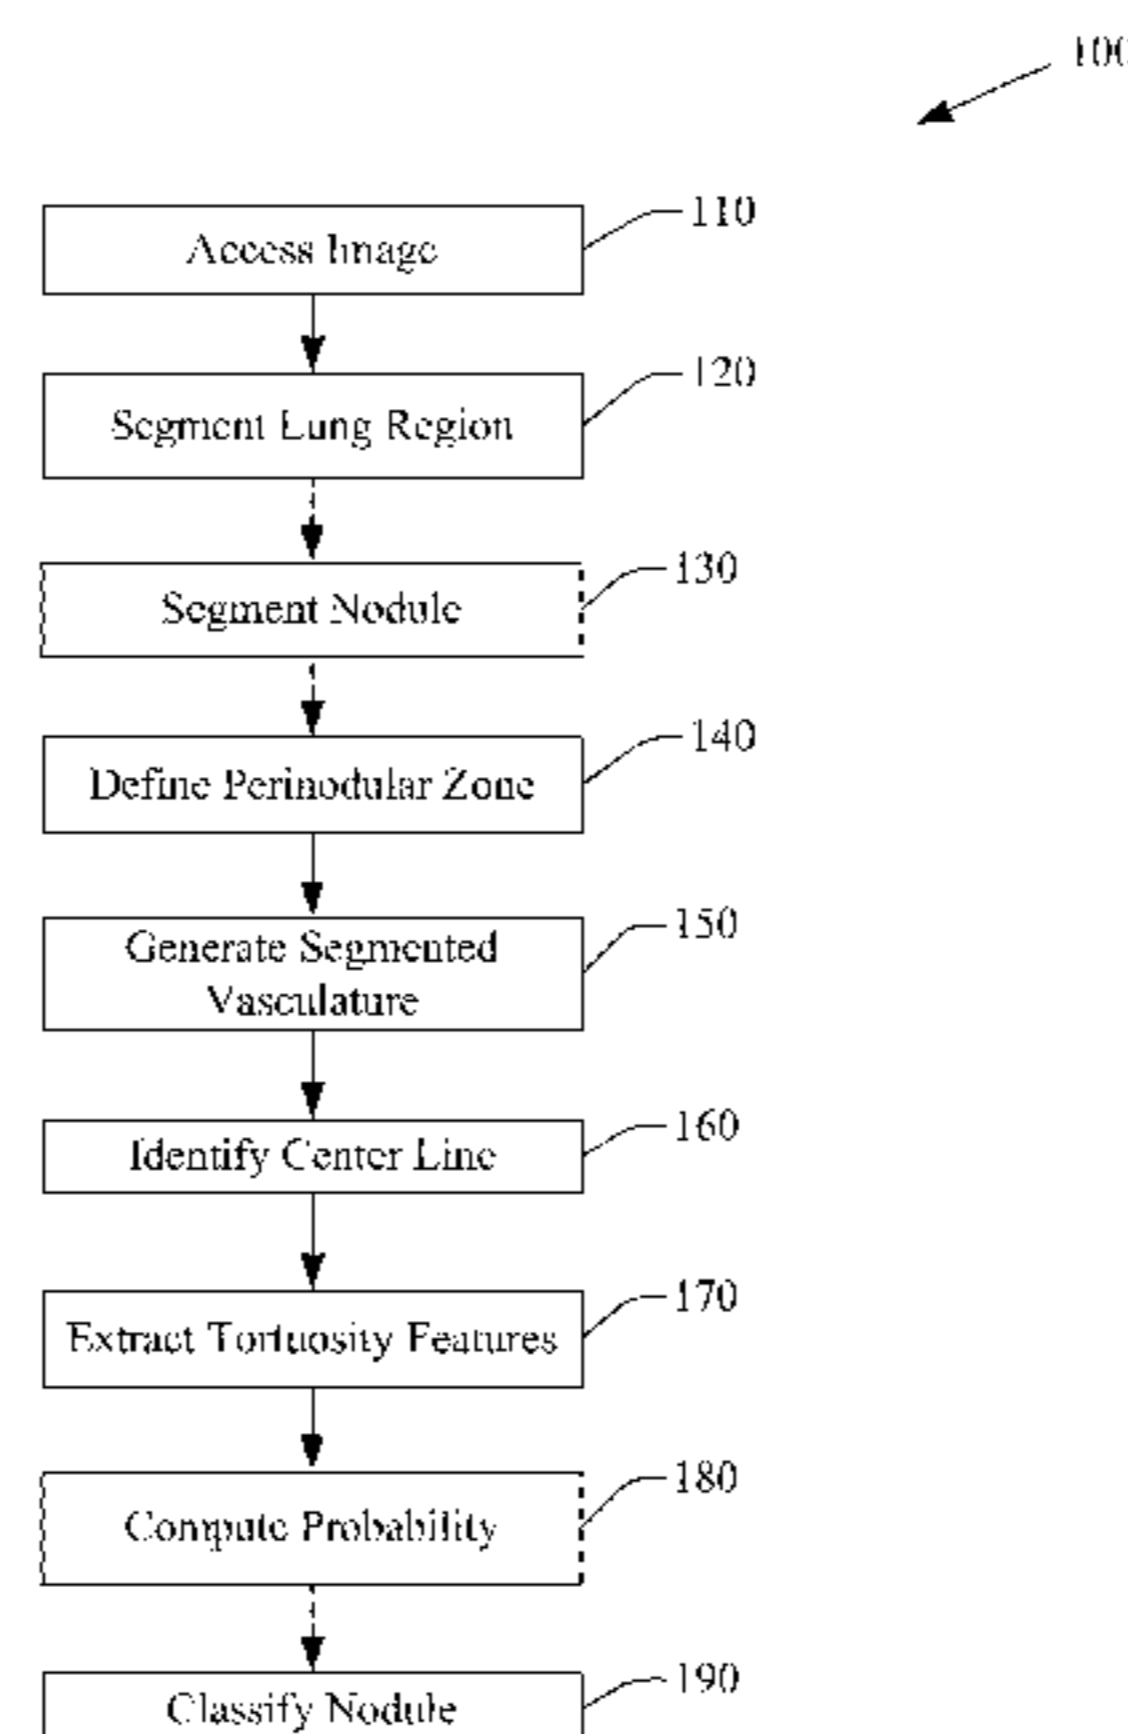 100
110
Access Image
120
Segment Lung Region
130
Segment Nodule
140
Define Perinodular Zone
150
Generate Segmented
Vasculature
160
Identify Center Line
170
Extract Tortuosity Features
180
Compute Probability
190
Classify Nodule